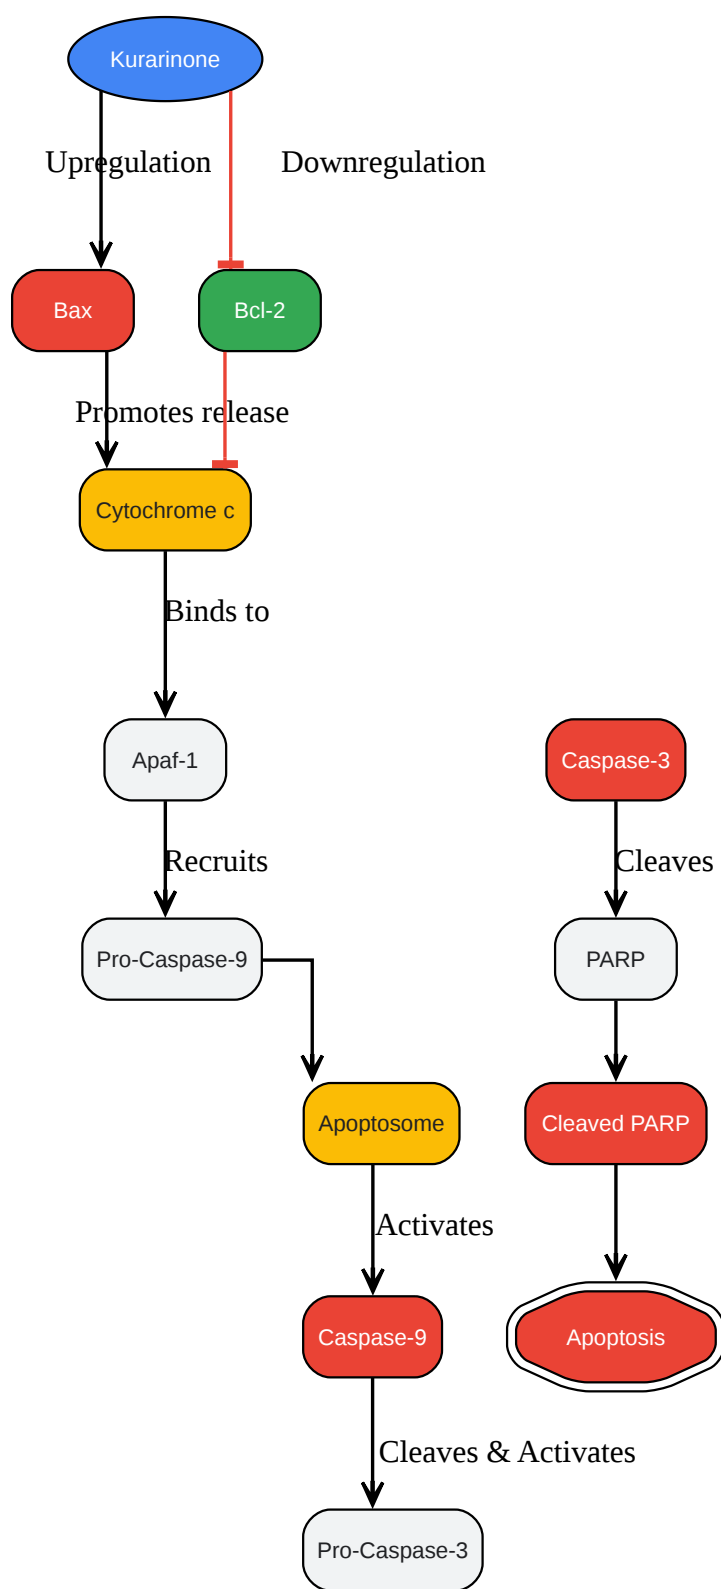 Kurarinone
Upregulation
Downregulation
Bax
Bcl-2
Promotes release
Cytochrome c
Binds to
Apaf-1
Caspase-3
Recruits
Cleaves
Pro-Caspase-9
PARP
Apoptosome
Cleaved PARP
Activates
Caspase-9
Apoptosis
Cleaves & Activates
Pro-Caspase-3